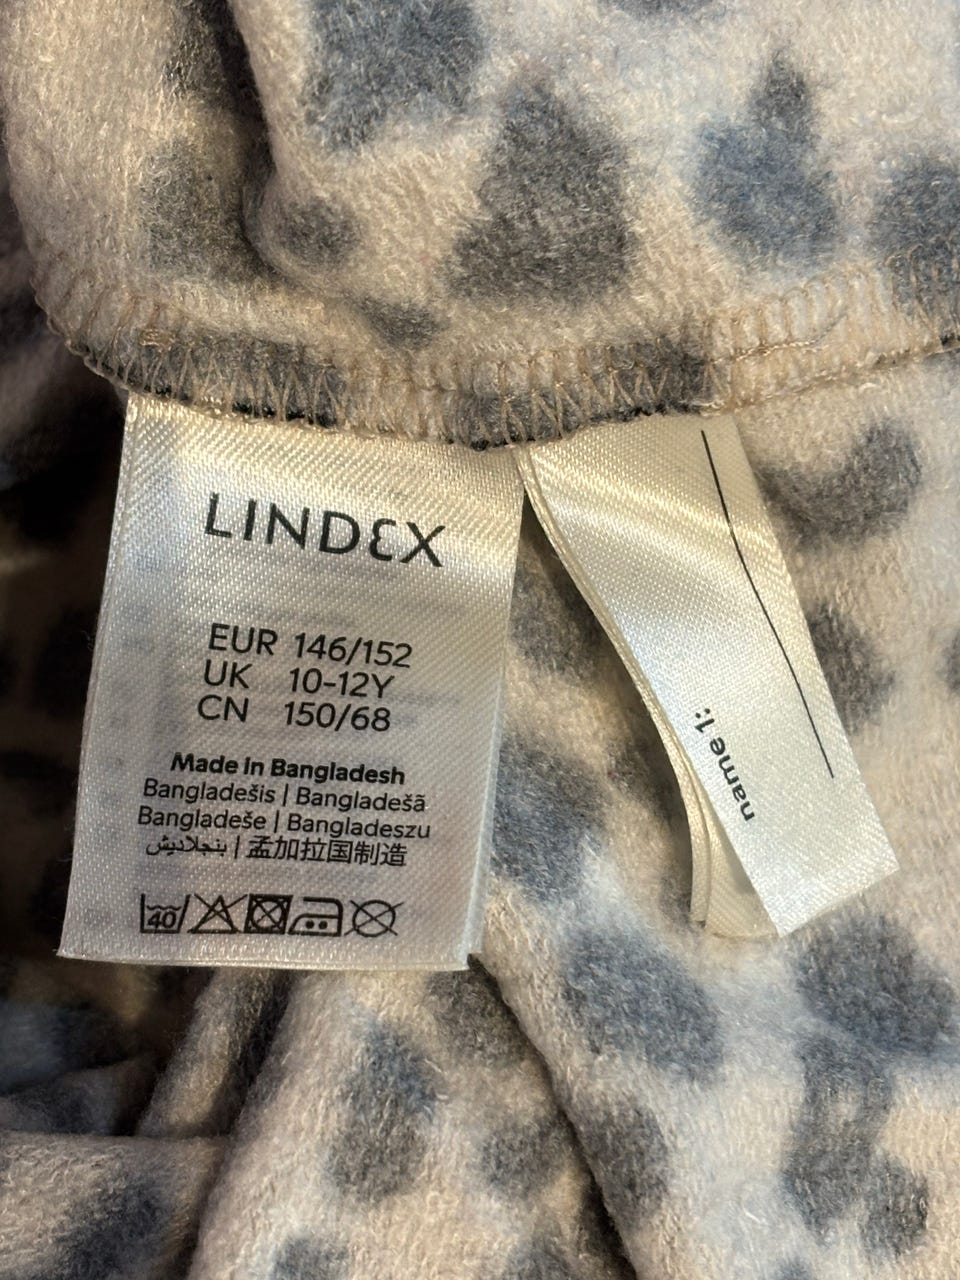 LINDEX
EUR 146/152
UK 10-12Y
CN 150/68
Made in Bangladesh
Bangladešis | Bangladešā
Bangladeše | Bangladeszu
بنجلاديش | 孟加拉国制造
40
name 1: